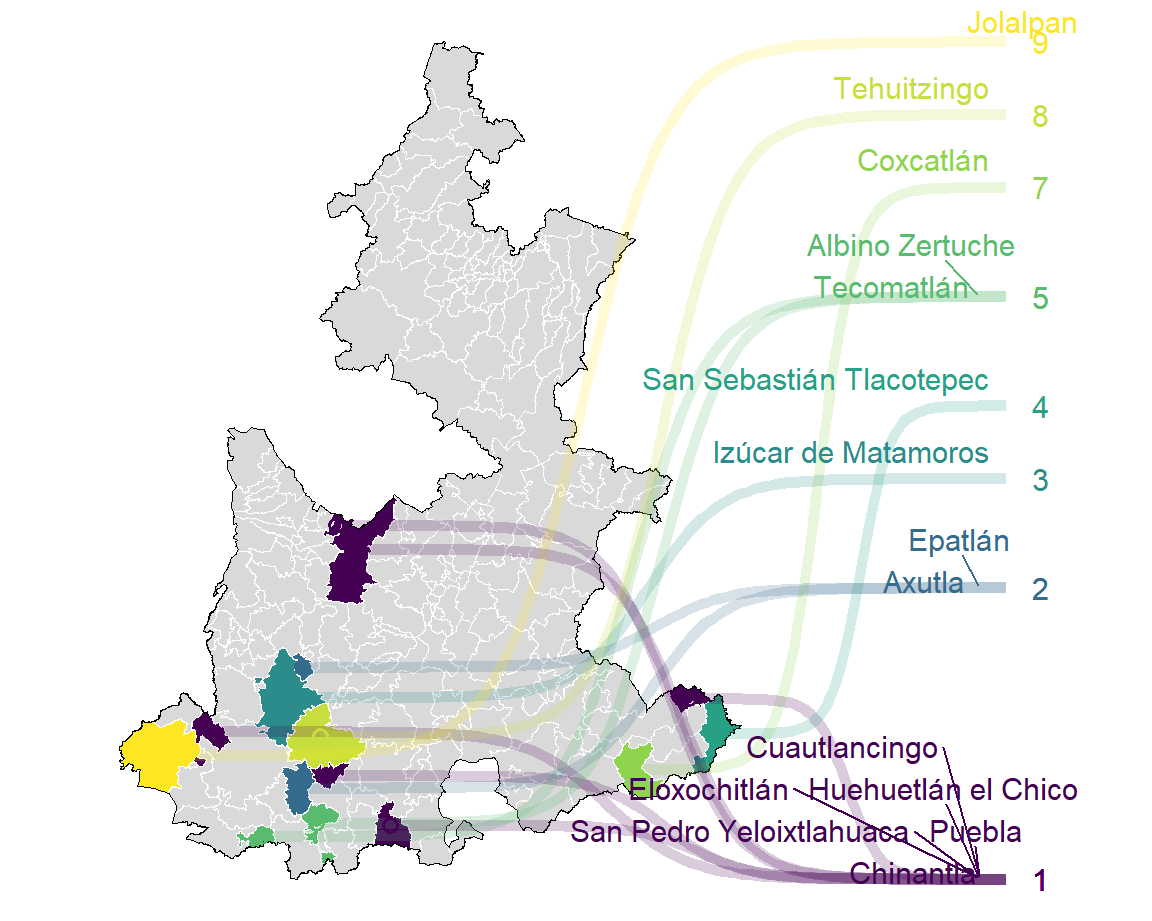 Jolalpan
9
Tehuitzingo
8
Coxcatlán
7
Albino Zertuche
Tecomatlán
5
San Sebastián Tlacotepec
4
Izúcar de Matamoros
3
Epatlán
Axutla
2
Cuautlancingo
Eloxochitlán Huehuetlán el Chico
San Pedro Yeloixtlahuaca Puebla
Chinantla
1